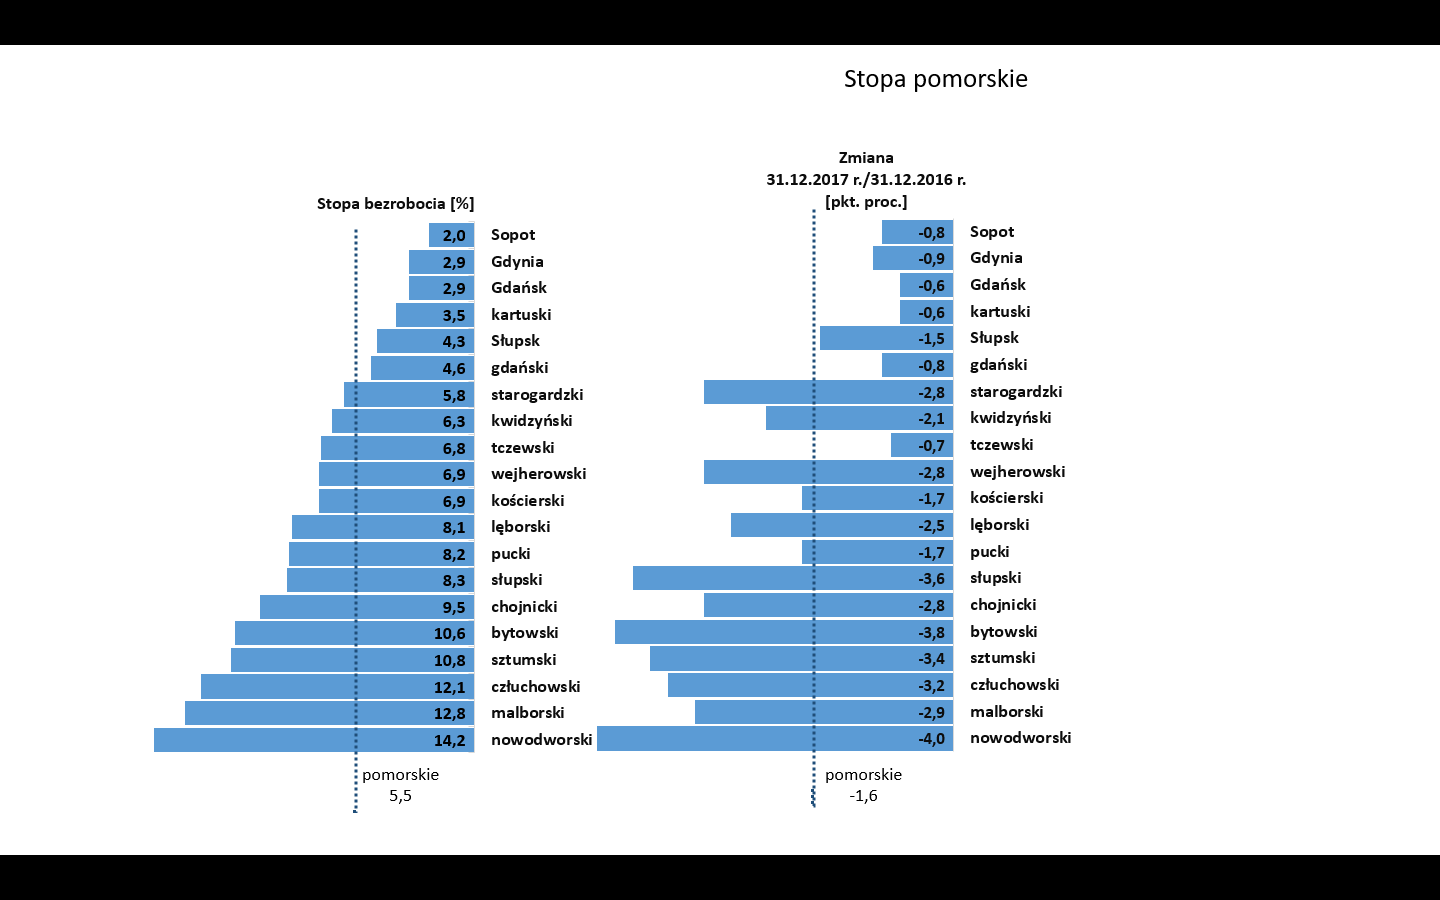 Stopa pomorskie
Stopa bezrobocia [%]
2,0 Sopot
2,9 Gdynia
2,9 Gdańsk
3,5 kartuski
4,3 Słupsk
4,6 gdański
5,8 starogardzki
6,3 kwidzyński
6,8 tczewski
6,9 wejherowski
6,9 kościerski
8,1 lęborski
8,2 pucki
8,3 słupski
9,5 chojnicki
10,6 bytowski
10,8 sztumski
12,1 człuchowski
12,8 malborski
14,2 nowodworski
pomorskie
5,5
Zmiana
31.12.2017 r./31.12.2016 r.
[pkt. proc.]
-0,8 Sopot
-0,9 Gdynia
-0,6 Gdańsk
-0,6 kartuski
-1,5 Słupsk
-0,8 gdański
-2,8 starogardzki
-2,1 kwidzyński
-0,7 tczewski
-2,8 wejherowski
-1,7 kościerski
-2,5 lęborski
-1,7 pucki
-3,6 słupski
-2,8 chojnicki
-3,8 bytowski
-3,4 sztumski
-3,2 człuchowski
-2,9 malborski
-4,0 nowodworski
pomorskie
-1,6